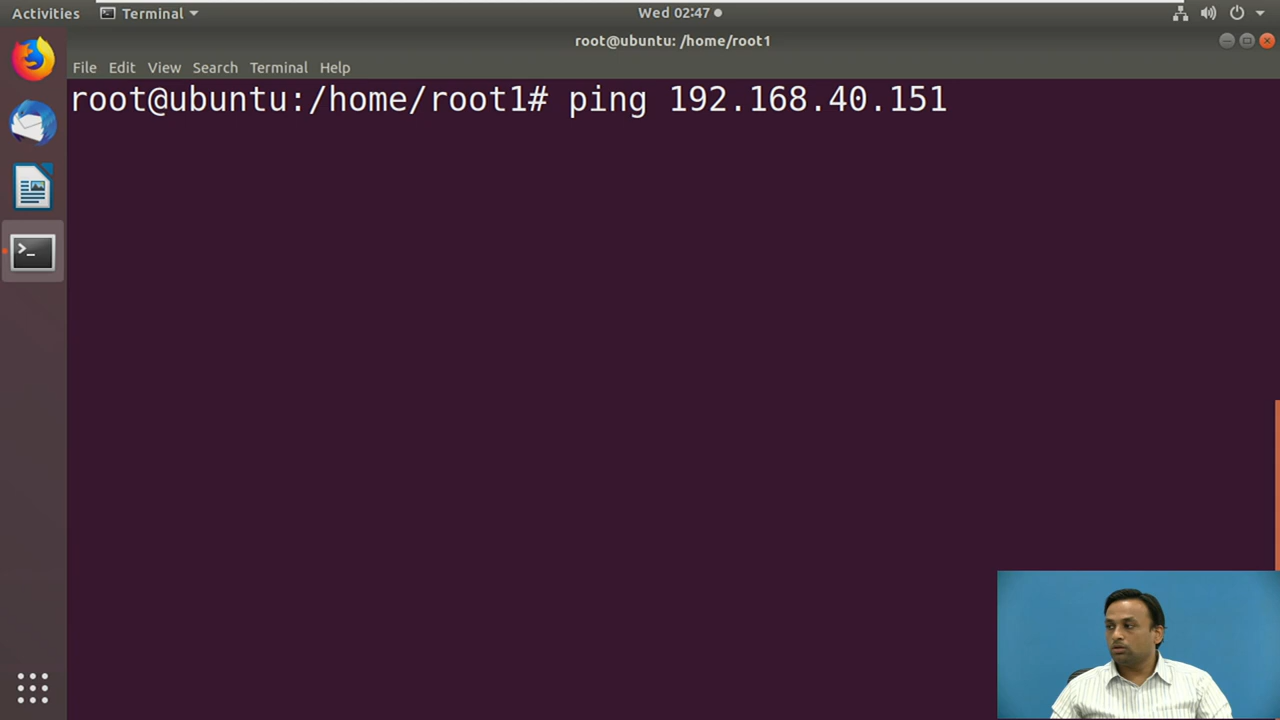 Activities Terminal Wed 02:47
root@ubuntu: /home/root1
File Edit View Search Terminal Help
root@ubuntu:/home/root1# ping 192.168.40.151